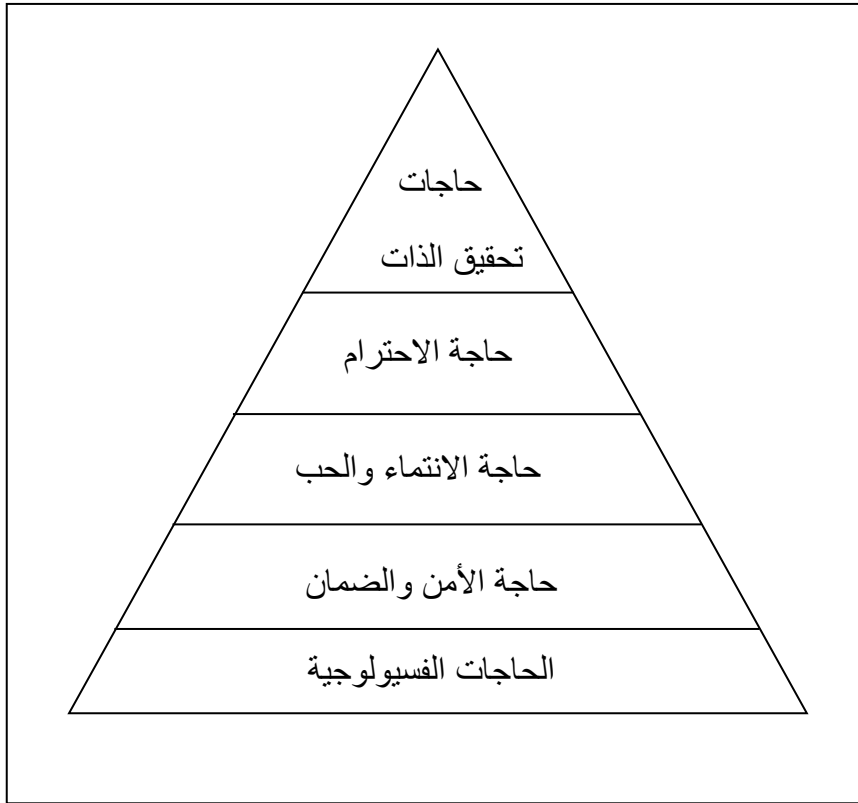 حاجات
تحقيق الذات
حاجة الاحترام
حاجة الانتماء والحب
حاجة الأمن والضمان
الحاجات الفسيولوجية